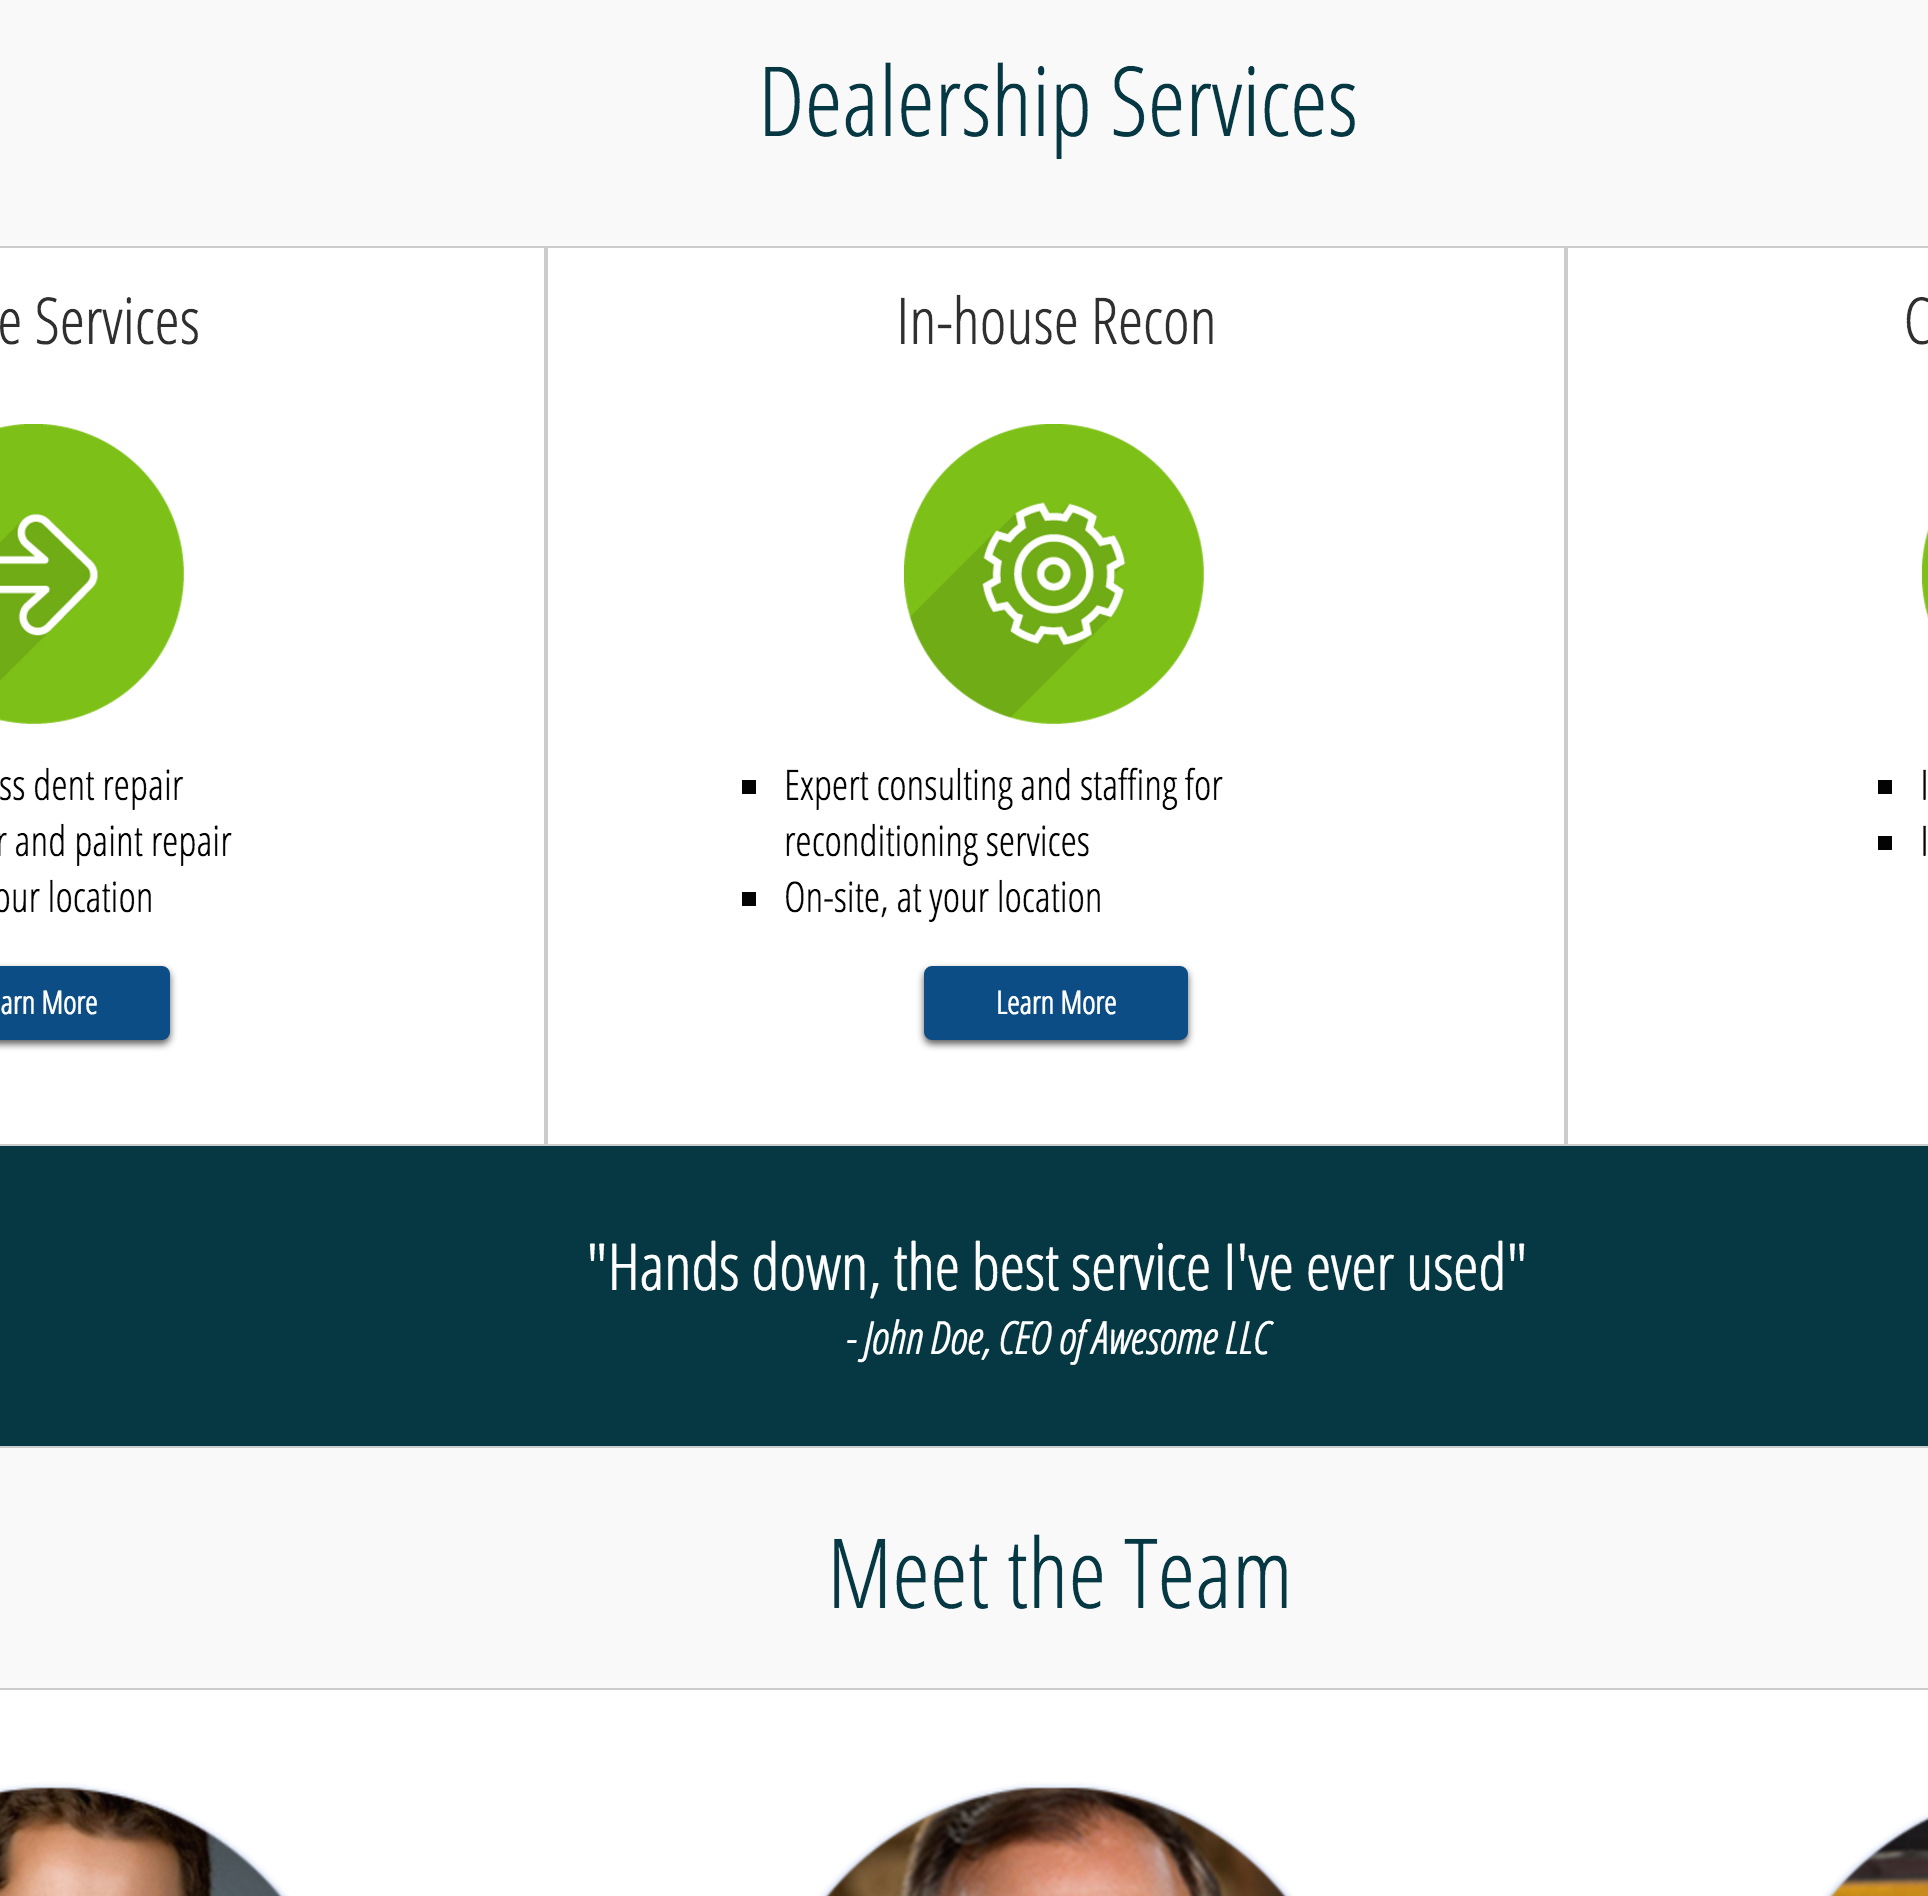 Dealership Services
e Services
In-house Recon
ss dent repair
r and paint repair
our location
Expert consulting and staffing for
reconditioning services
On-site, at your location
arn More
Learn More
"Hands down, the best service I've ever used"
- John Doe, CEO of Awesome LLC
Meet the Team